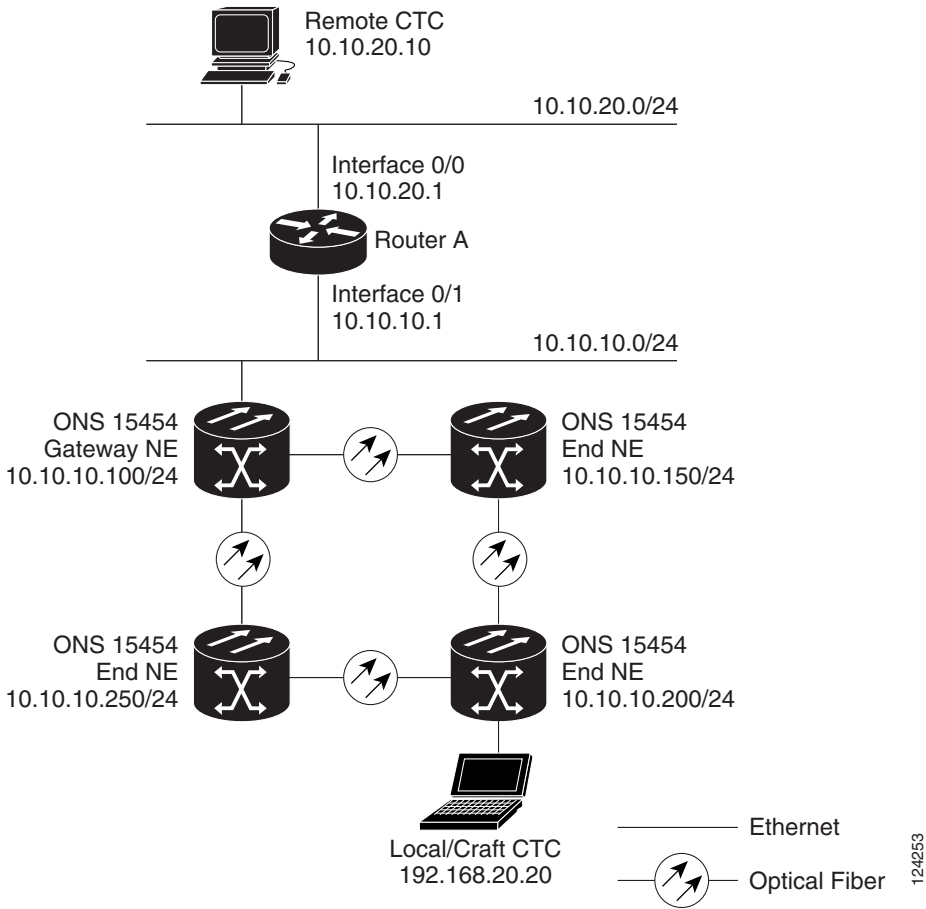 Remote CTC
10.10.20.10
10.10.20.0/24
Interface 0/0
10.10.20.1
Router A
Interface 0/1
10.10.10.1
10.10.10.0/24
ONS 15454
Gateway NE
10.10.10.100/24
ONS 15454
End NE
10.10.10.150/24
ONS 15454
End NE
10.10.10.250/24
ONS 15454
End NE
10.10.10.200/24
Local/Craft CTC
192.168.20.20
Ethernet
Optical Fiber
124253